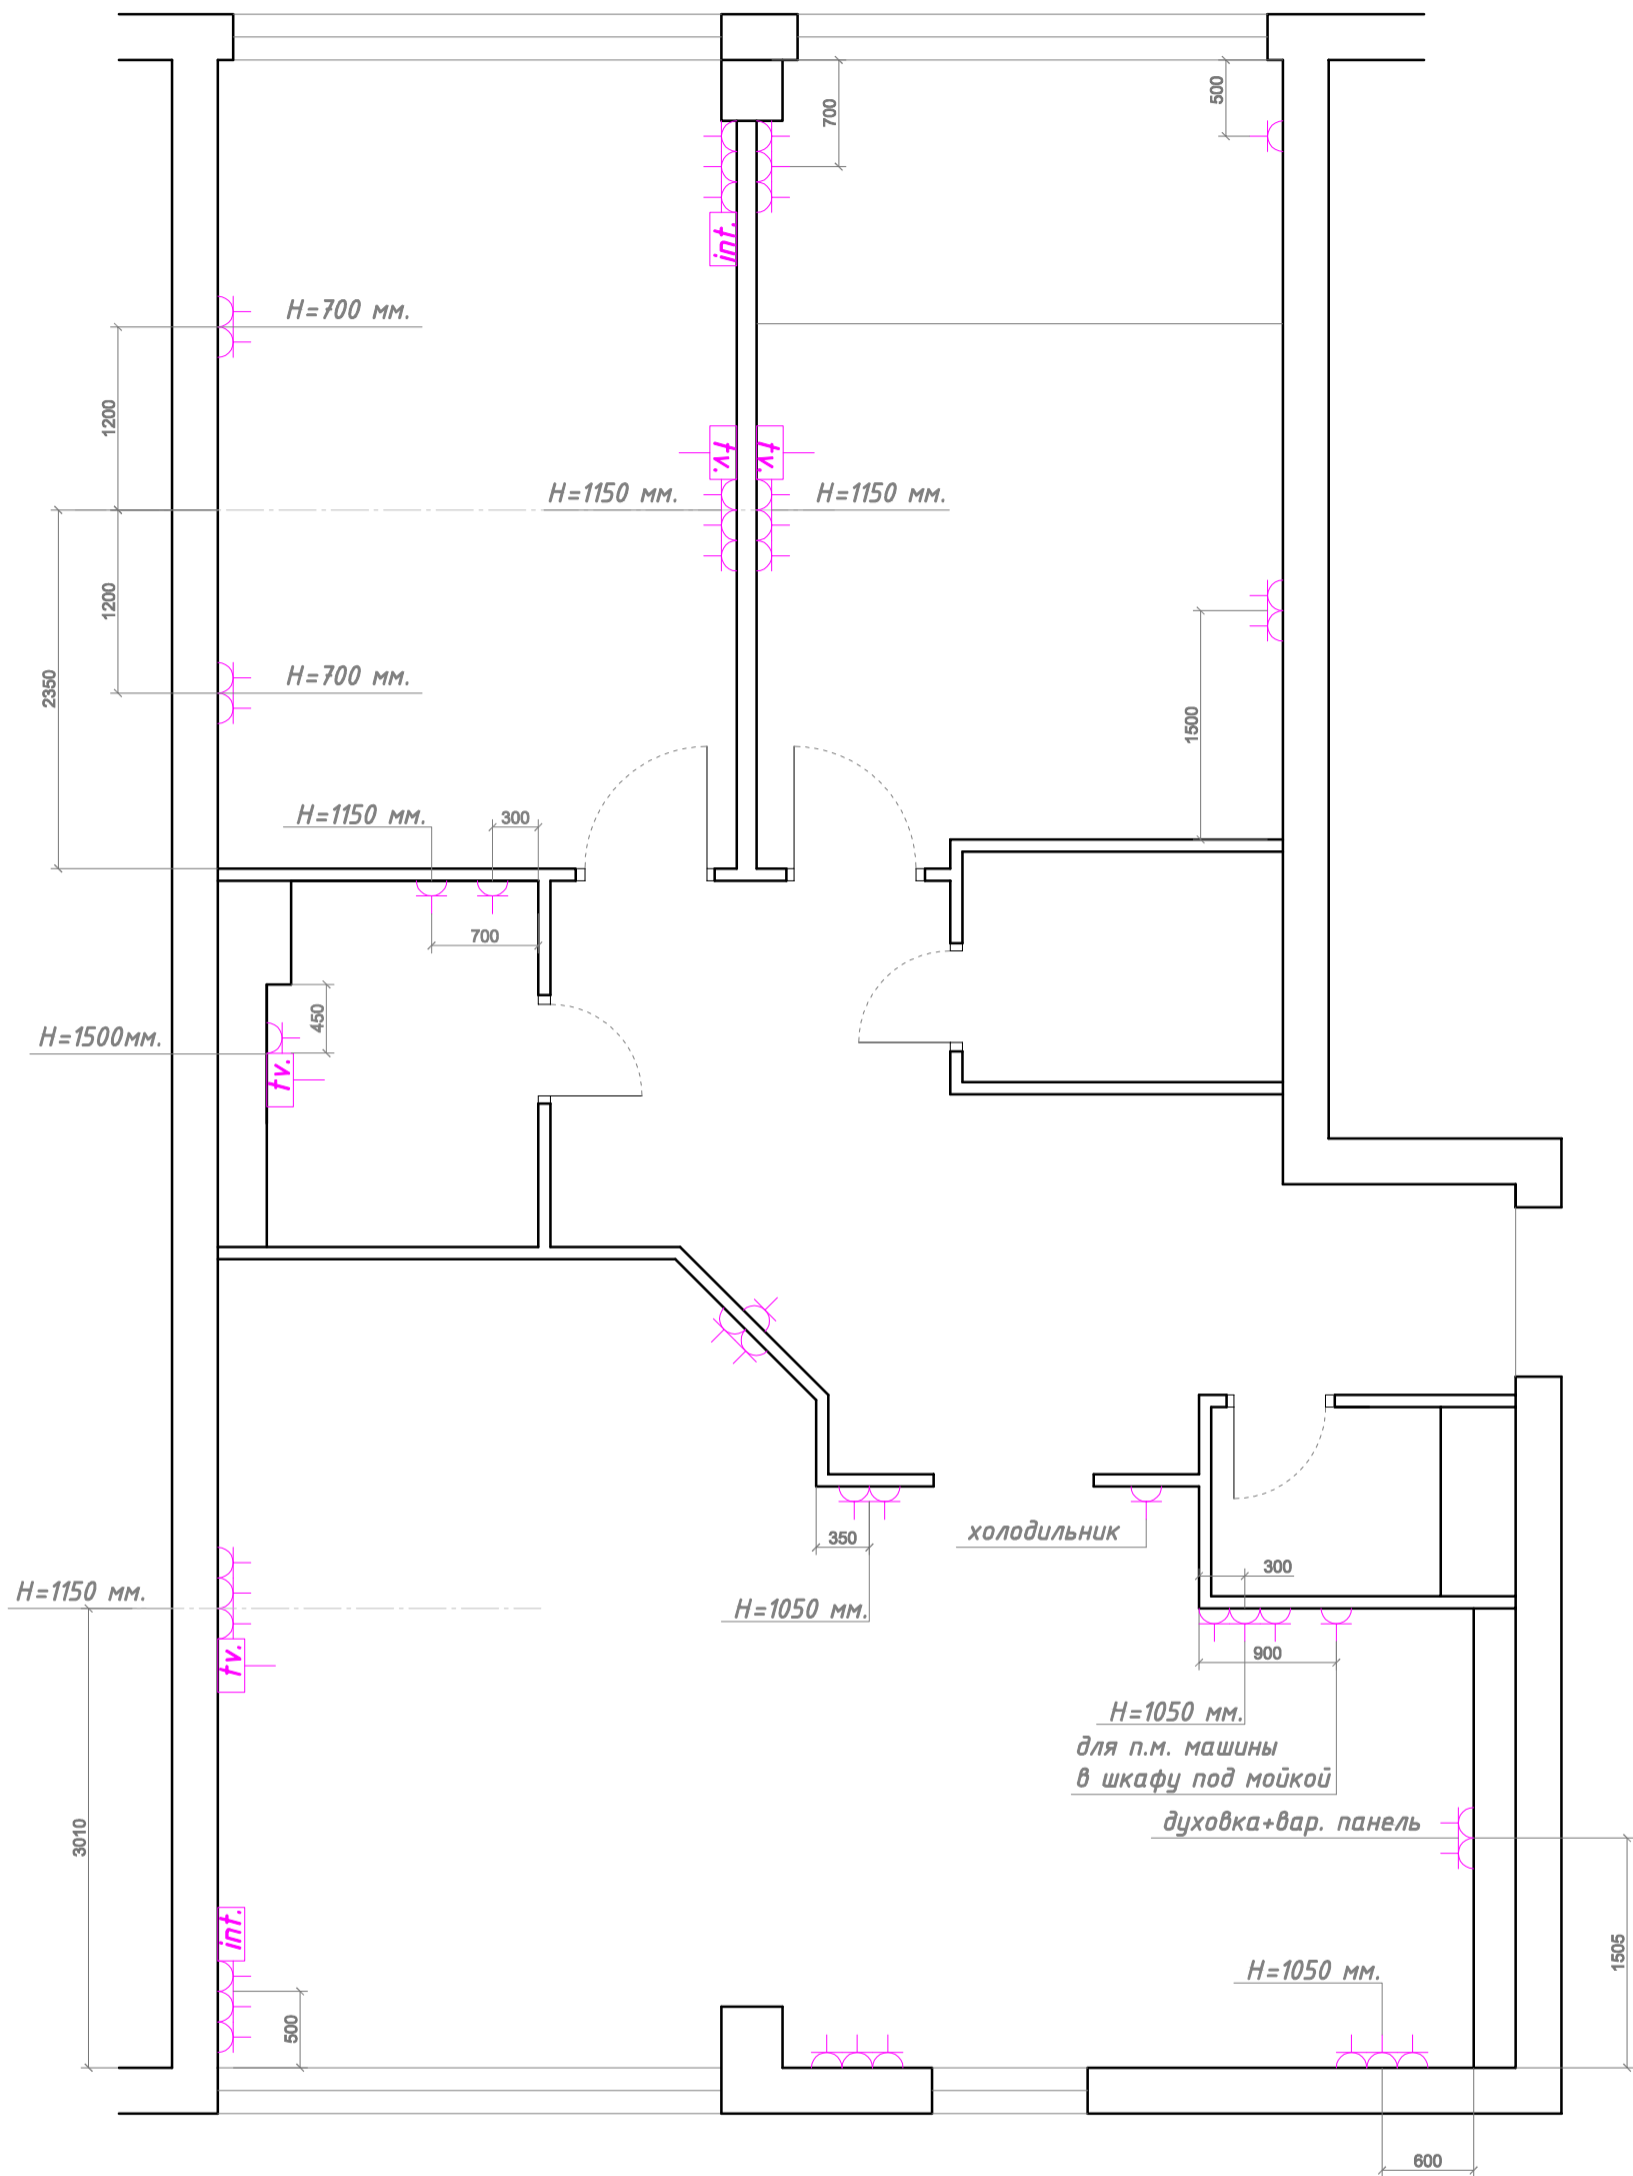 700
500
int.
H=700 мм.
1200
tv.
tv.
H=1150 мм.
H=1150 мм.
1200
H=700 мм.
2350
1500
H=1150 мм.
300
700
450
H=1500мм.
tv.
350
холодильник
300
H=1150 мм.
H=1050 мм.
tv.
900
H=1050 мм.
для п.м. машины
в шкафу под мойкой
духовка+вар. панель
3010
int.
1505
H=1050 мм.
500
600